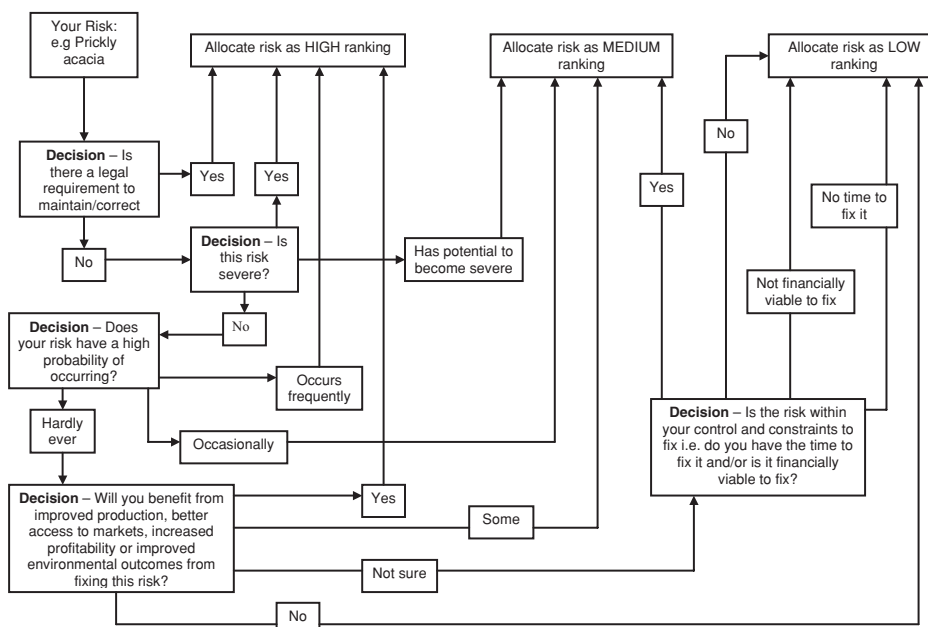 Your Risk:
e.g Prickly
acacia
Allocate risk as HIGH ranking
Allocate risk as MEDIUM
ranking
Allocate risk as LOW
ranking
Decision – Is
there a legal
requirement to
maintain/correct
Yes
Yes
Yes
No
No time to
fix it
No
Decision – Is
this risk
severe?
Has potential to
become severe
Not financially
viable to fix
No
Decision – Does
your risk have a high
probability of
occurring?
Occurs
frequently
Hardly
ever
Occasionally
Decision – Is the risk within
your control and constraints to
fix i.e. do you have the time to
fix it and/or is it financially
viable to fix?
Decision – Will you benefit from
improved production, better
access to markets, increased
profitability or improved
environmental outcomes from
fixing this risk?
Yes
Some
Not sure
No